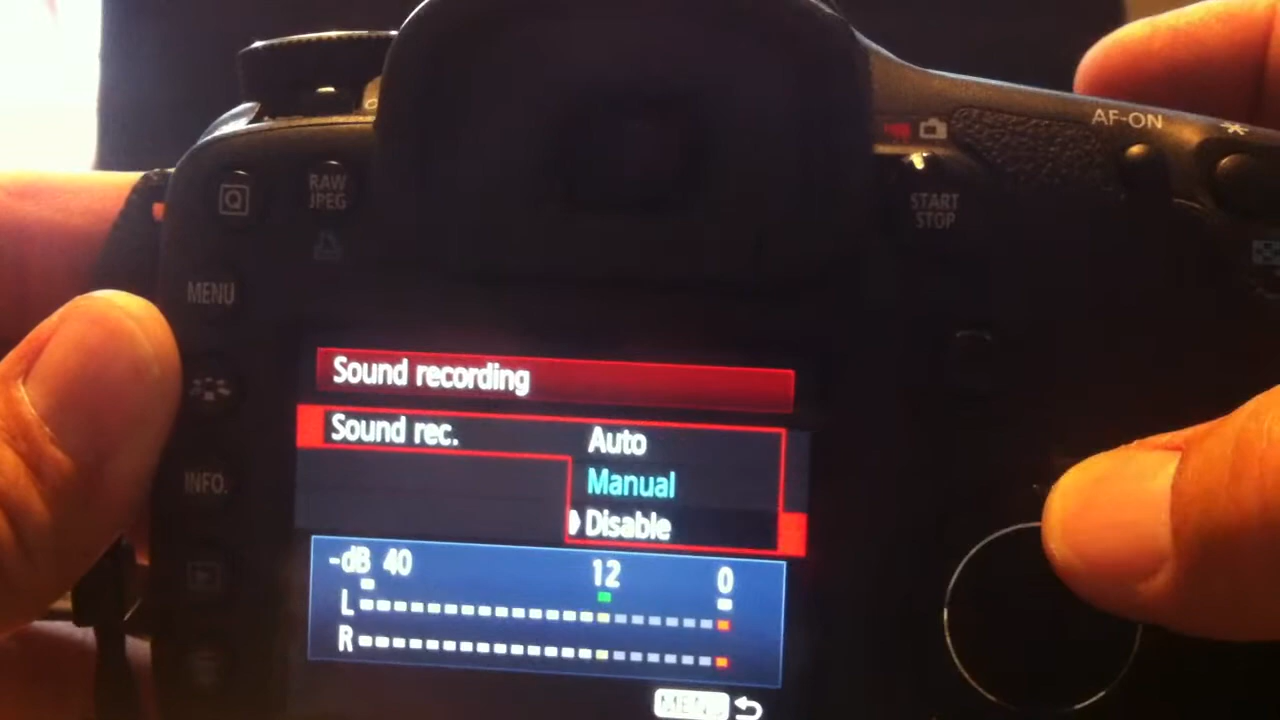 AF-ON
Q
RAW
JPEG
START
STOP
MENU
INFO.
Sound recording
Sound rec.
Auto
Manual
Disable
-dB 40 12 0
L
R
MENU